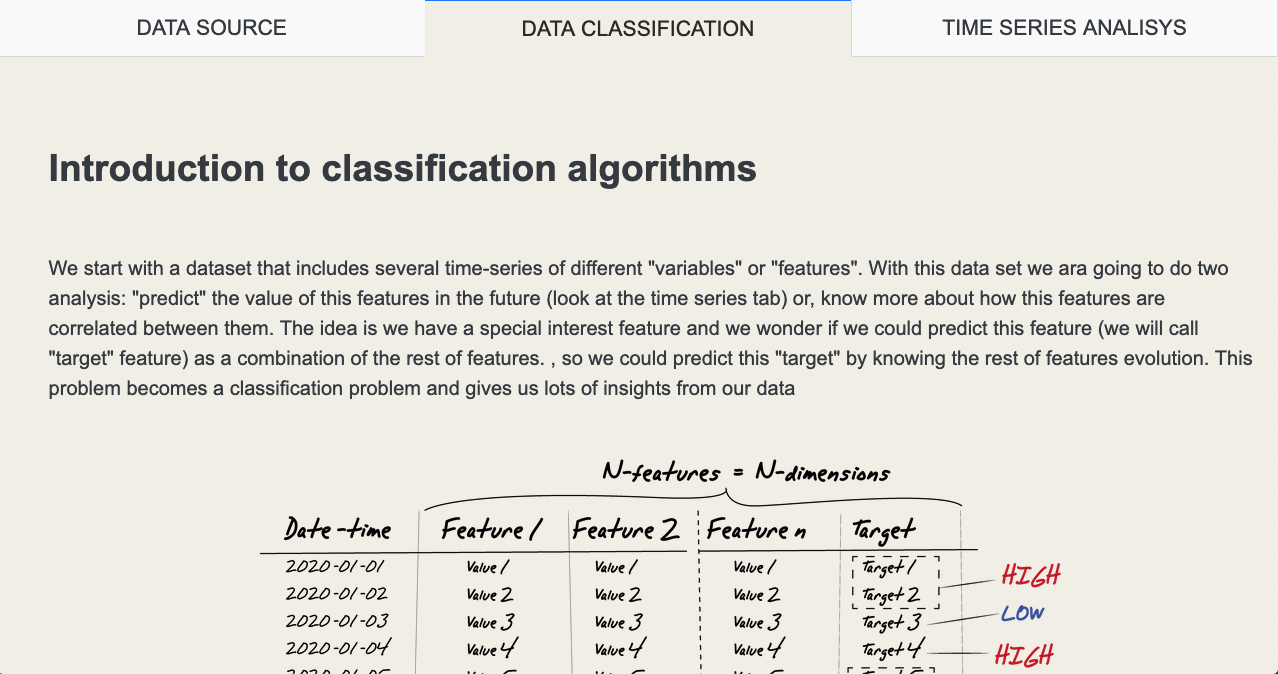 DATA SOURCE
DATA CLASSIFICATION
TIME SERIES ANALISYS
Introduction to classification algorithms
We start with a dataset that includes several time-series of different "variables" or "features". With this data set we ara going to do two
analysis: "predict" the value of this features in the future (look at the time series tab) or, know more about how this features are
correlated between them. The idea is we have a special interest feature and we wonder if we could predict this feature (we will call
"target" feature) as a combination of the rest of features. , so we could predict this "target" by knowing the rest of features evolution. This
problem becomes a classification problem and gives us lots of insights from our data
N-features = N-dimensions
Date-time Feature 1 Feature 2 Feature n Target
2020-01-01 Value 1 Value 1 Value 1 Target 1
HIGH
2020-01-02 Value 2 Value 2 Value 2 Target 2
2020-01-03 Value 3 Value 3 Value 3 Target 3 LOW
2020-01-04 Value 4 Value 4 Value 4 Target 4 HIGH